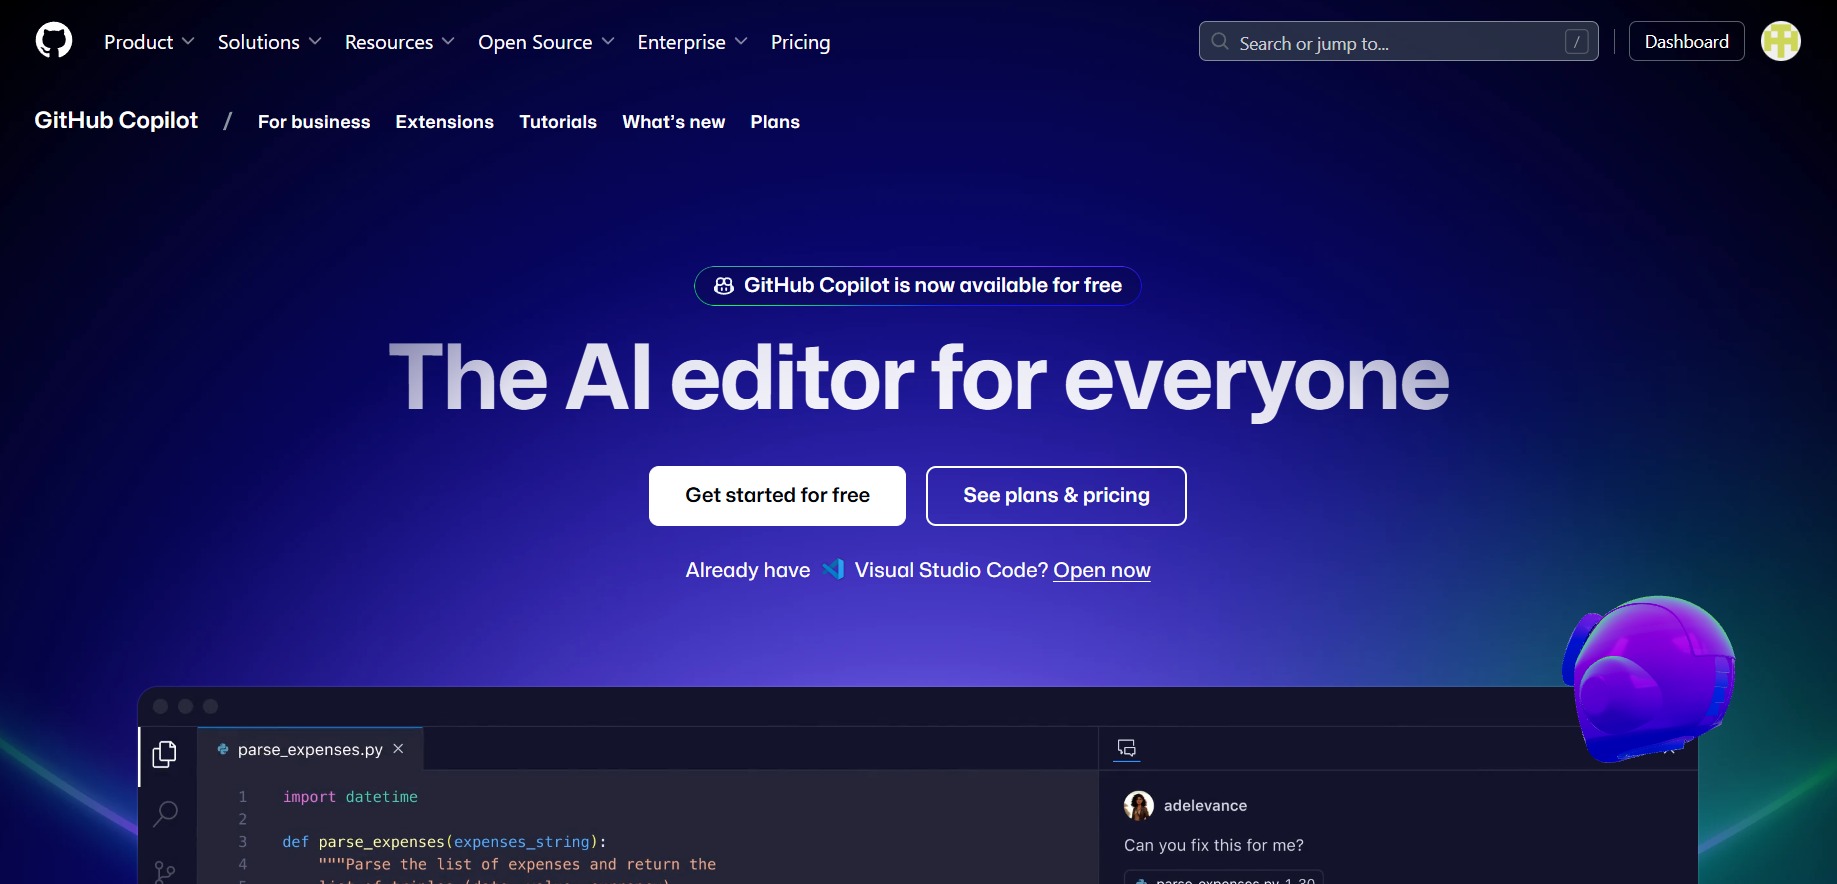 Product Solutions Resources Open Source Enterprise Pricing Search or jump to... / Dashboard
GitHub Copilot / For business Extensions Tutorials What's new Plans
GitHub Copilot is now available for free
The AI editor for everyone
Get started for free See plans & pricing
Already have Visual Studio Code? Open now
parse_expenses.py
1 import datetime
2
3 def parse_expenses(expenses_string):
4 """Parse the list of expenses and return the
adelevance
Can you fix this for me?